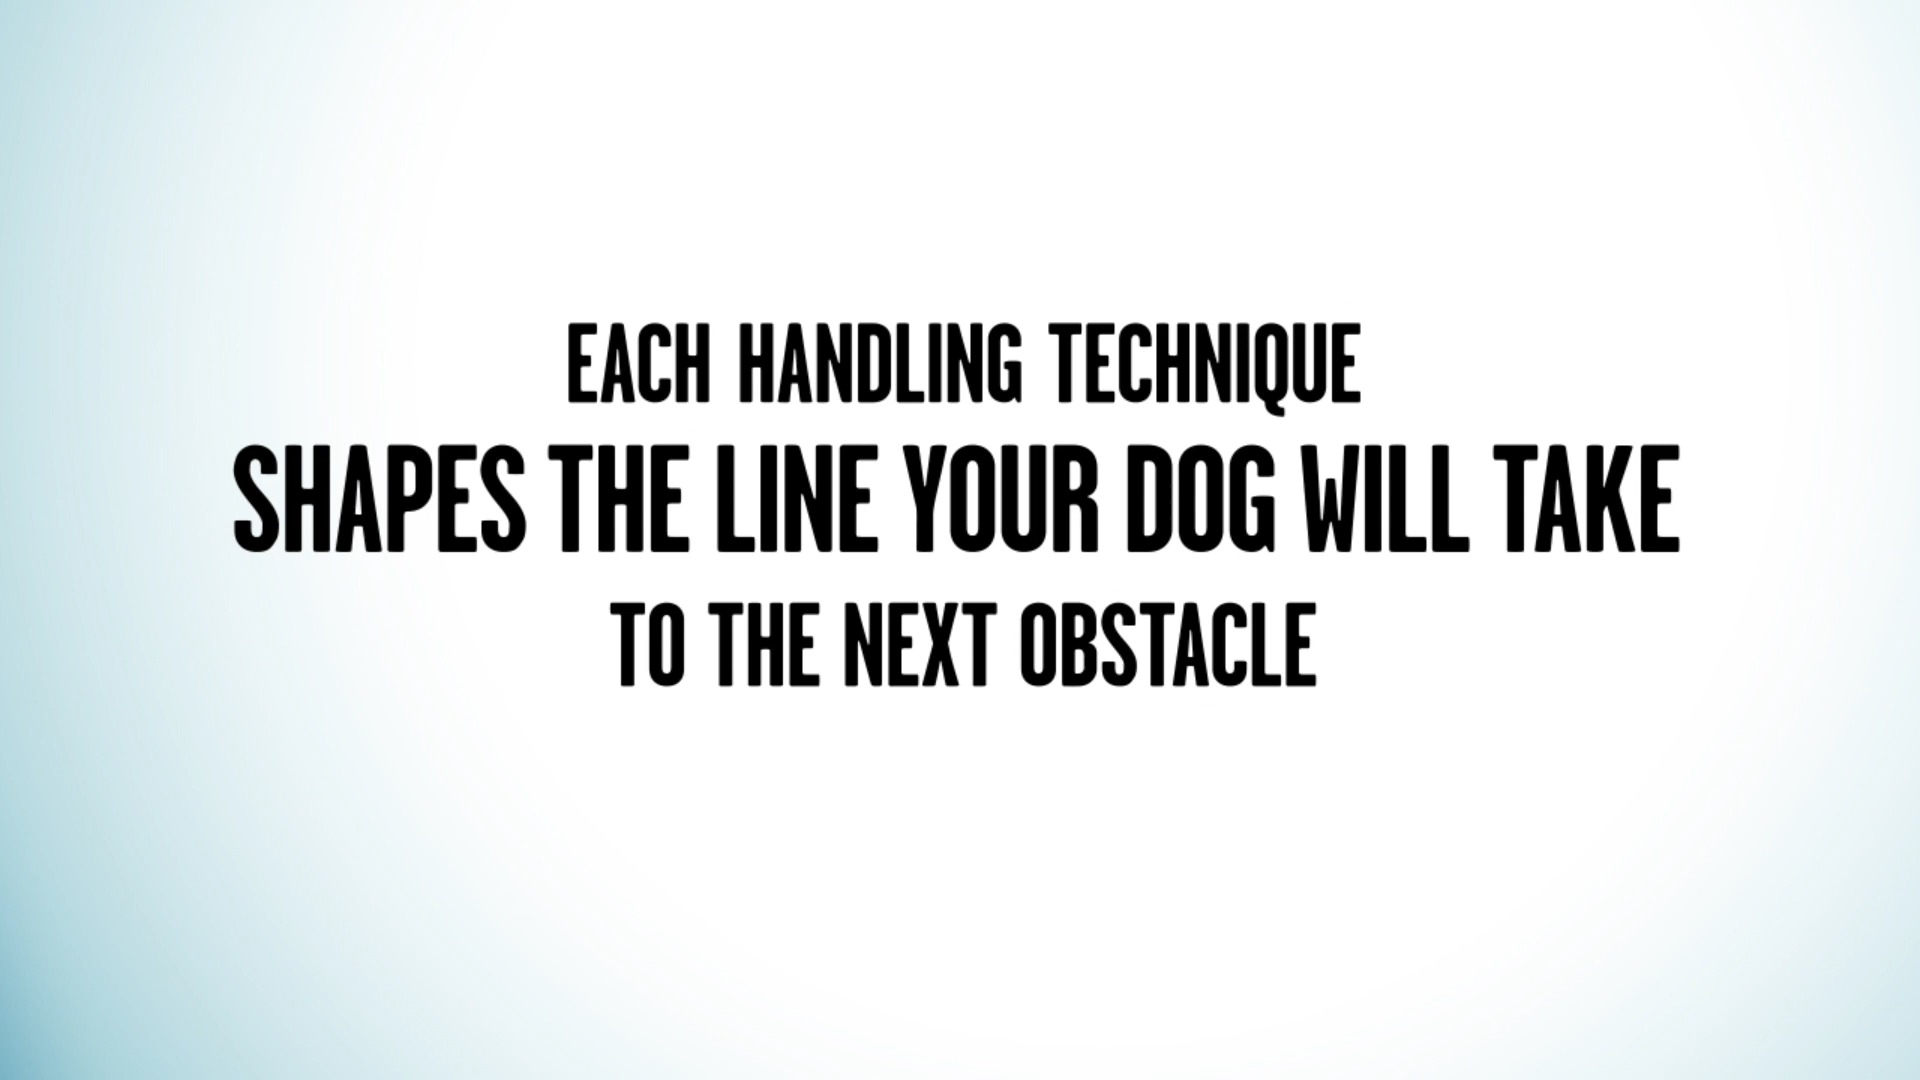 EACH HANDLING TECHNIQUE
SHAPES THE LINE YOUR DOG WILL TAKE
TO THE NEXT OBSTACLE